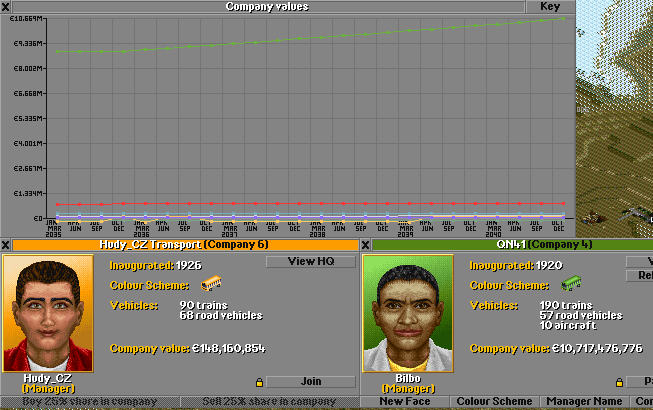 Company values
Key
€10.669M
€9.336M
€8.002M
€6.668M
€5.335M
€4.001M
€2.667M
€1.334M
€0
JAN MAR 2035
APR JUN
JUL SEP
OCT DEC
JAN MAR 2036
APR JUN
JUL SEP
OCT DEC
JAN MAR 2037
APR JUN
JUL SEP
OCT DEC
JAN MAR 2038
APR JUN
JUL SEP
OCT DEC
JAN MAR 2039
APR JUN
JUL SEP
OCT DEC
JAN MAR 2040
APR JUN
JUL SEP
OCT DEC
Hudy_CZ Transport (Company 6)
View HQ
Inaugurated: 1926
Colour Scheme:
Vehicles: 90 trains
68 road vehicles
Company value: €148,160,854
Hudy_CZ
(Manager)
Join
Buy 25% share in company
Sell 25% share in company
QN41 (Company 4)
Inaugurated: 1920
Colour Scheme:
Vehicles: 190 trains
57 road vehicles
10 aircraft
Company value: €10,717,476,776
Bilbo
(Manager)
New Face
Colour Scheme
Manager Name